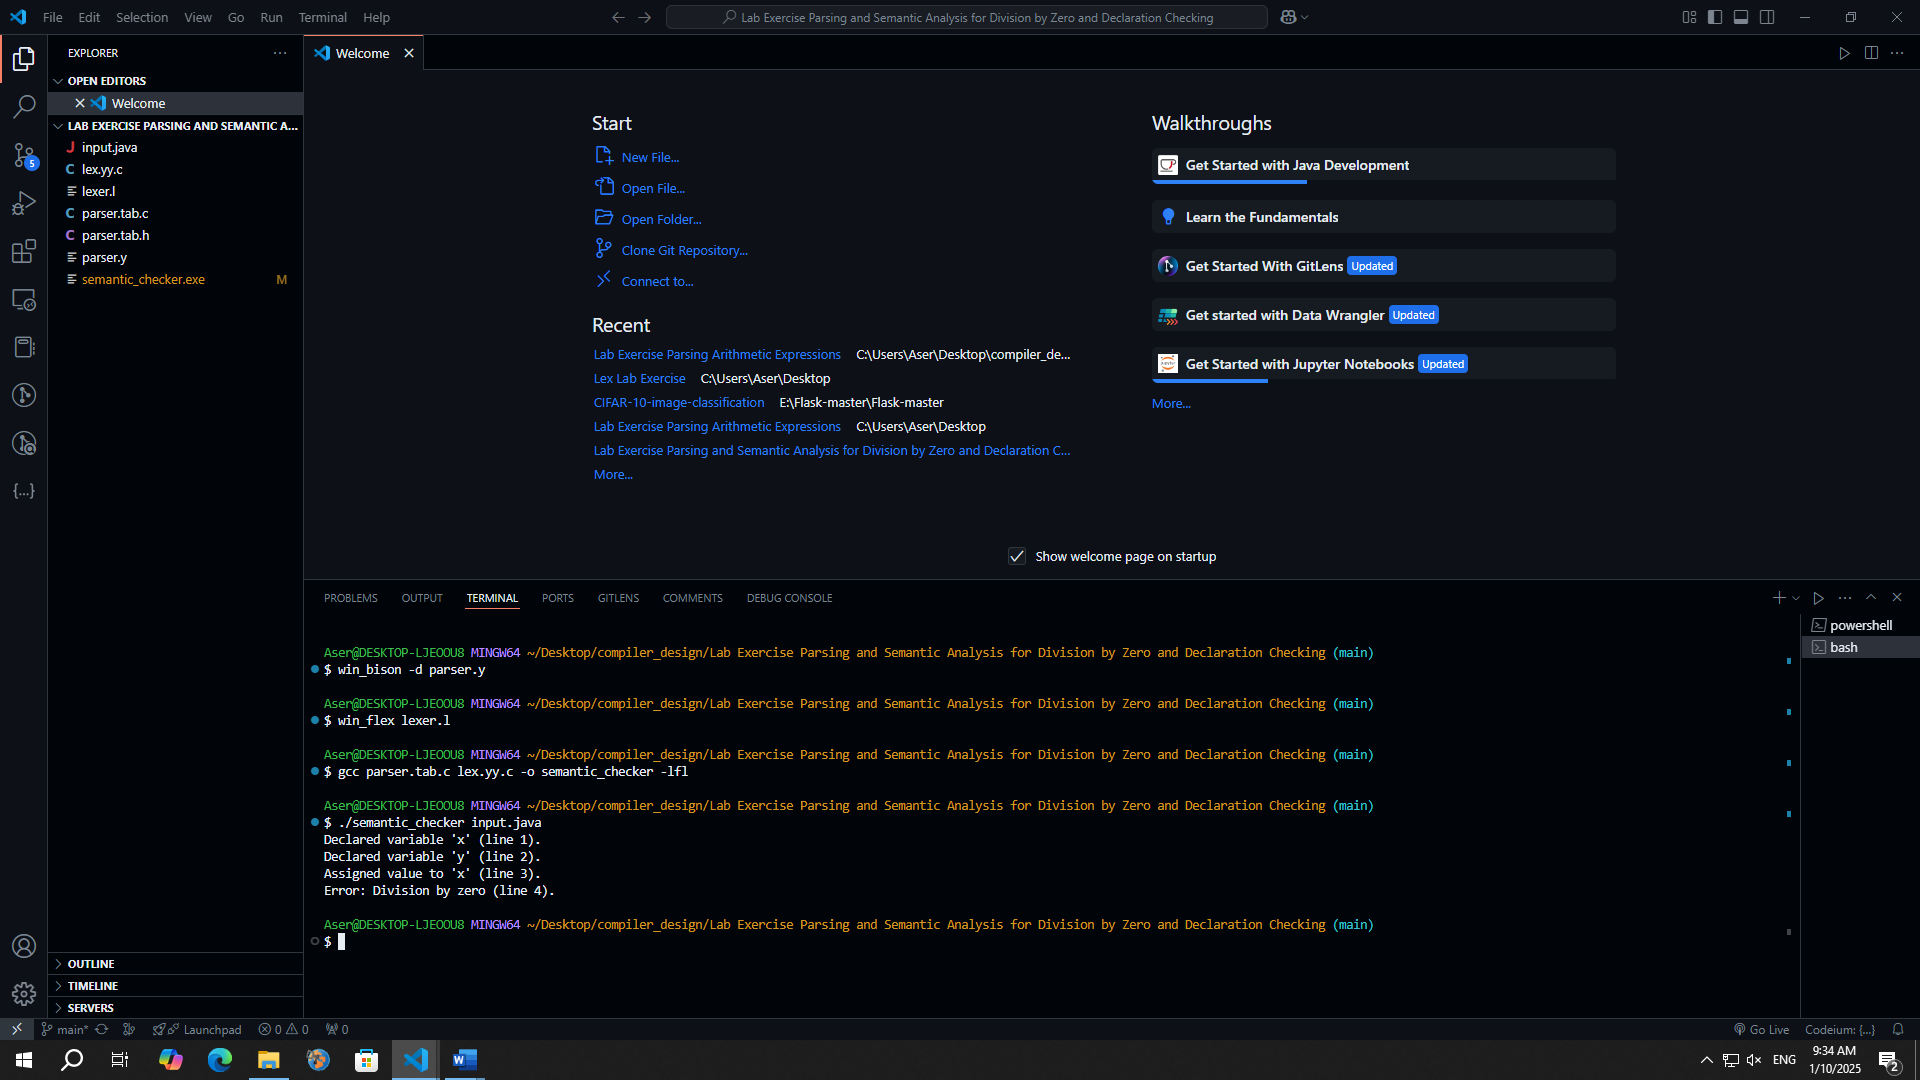 File Edit Selection View Go Run Terminal Help
Lab Exercise Parsing and Semantic Analysis for Division by Zero and Declaration Checking
EXPLORER
OPEN EDITORS
Welcome
LAB EXERCISE PARSING AND SEMANTIC A...
J input.java
C lex.yy.c
lexer.l
C parser.tab.c
C parser.tab.h
parser.y
semantic_checker.exe M
5
OUTLINE
TIMELINE
SERVERS
Welcome
Start
New File...
Open File...
Open Folder...
Clone Git Repository...
Connect to...
Recent
Lab Exercise Parsing Arithmetic Expressions C:\Users\Aser\Desktop\compiler_de...
Lex Lab Exercise C:\Users\Aser\Desktop
CIFAR-10-image-classification E:\Flask-master\Flask-master
Lab Exercise Parsing Arithmetic Expressions C:\Users\Aser\Desktop
Lab Exercise Parsing and Semantic Analysis for Division by Zero and Declaration C...
More...
Walkthroughs
Get Started with Java Development
Learn the Fundamentals
Get Started With GitLens Updated
Get started with Data Wrangler Updated
Get Started with Jupyter Notebooks Updated
More...
Show welcome page on startup
PROBLEMS OUTPUT TERMINAL PORTS GITLENS COMMENTS DEBUG CONSOLE
powershell
bash
Aser@DESKTOP-LJEOOU8 MINGW64 ~/Desktop/compiler_design/Lab Exercise Parsing and Semantic Analysis for Division by Zero and Declaration Checking (main)
$ win_bison -d parser.y
Aser@DESKTOP-LJEOOU8 MINGW64 ~/Desktop/compiler_design/Lab Exercise Parsing and Semantic Analysis for Division by Zero and Declaration Checking (main)
$ win_flex lexer.l
Aser@DESKTOP-LJEOOU8 MINGW64 ~/Desktop/compiler_design/Lab Exercise Parsing and Semantic Analysis for Division by Zero and Declaration Checking (main)
$ gcc parser.tab.c lex.yy.c -o semantic_checker -lfl
Aser@DESKTOP-LJEOOU8 MINGW64 ~/Desktop/compiler_design/Lab Exercise Parsing and Semantic Analysis for Division by Zero and Declaration Checking (main)
$ ./semantic_checker input.java
Declared variable 'x' (line 1).
Declared variable 'y' (line 2).
Assigned value to 'x' (line 3).
Error: Division by zero (line 4).
Aser@DESKTOP-LJEOOU8 MINGW64 ~/Desktop/compiler_design/Lab Exercise Parsing and Semantic Analysis for Division by Zero and Declaration Checking (main)
$
main* Launchpad 0 0 0 Go Live Codeium: {...}
ENG
9:34 AM
1/10/2025
2